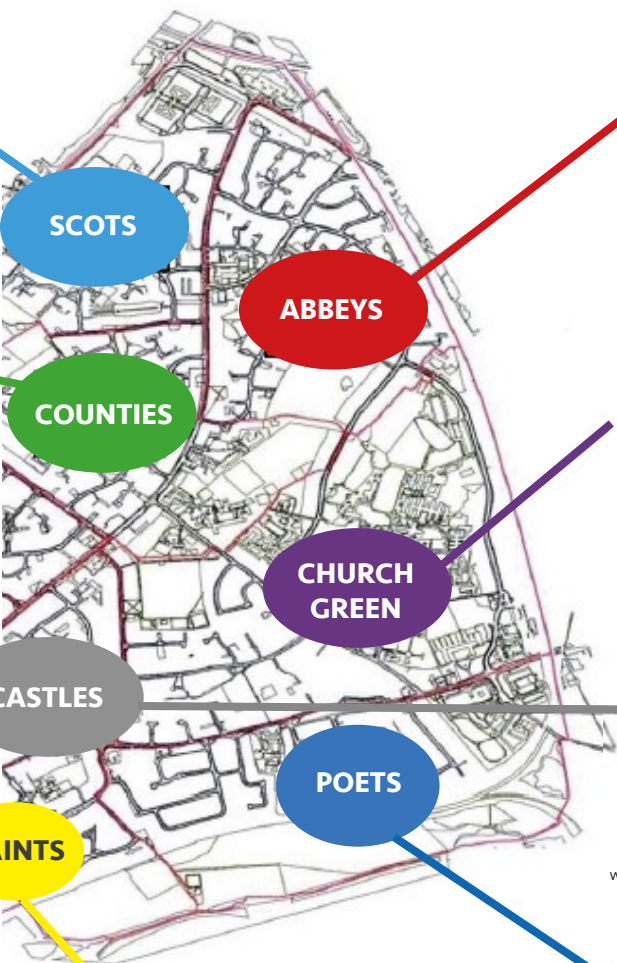 SCOTS
ABBEYS
COUNTIES
CHURCH
GREEN
CASTLES
POETS
AINTS
w